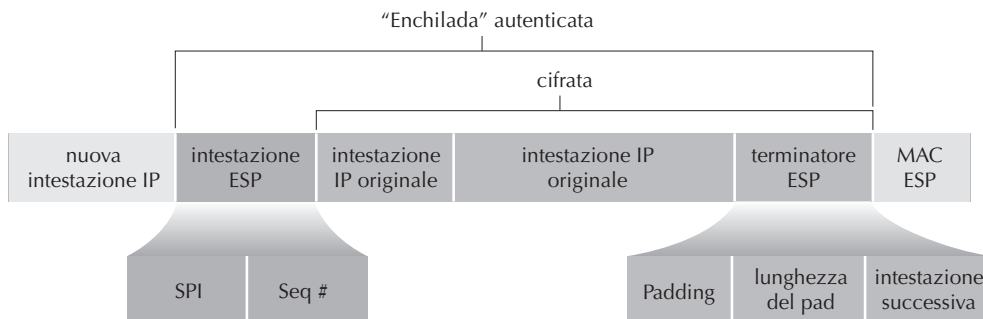 “Enchilada” autenticata
cifrata
nuova
intestazione IP
intestazione
ESP
intestazione
IP originale
intestazione IP
originale
terminatore
ESP
MAC
ESP
SPI
Seq #
Padding
lunghezza
del pad
intestazione
successiva